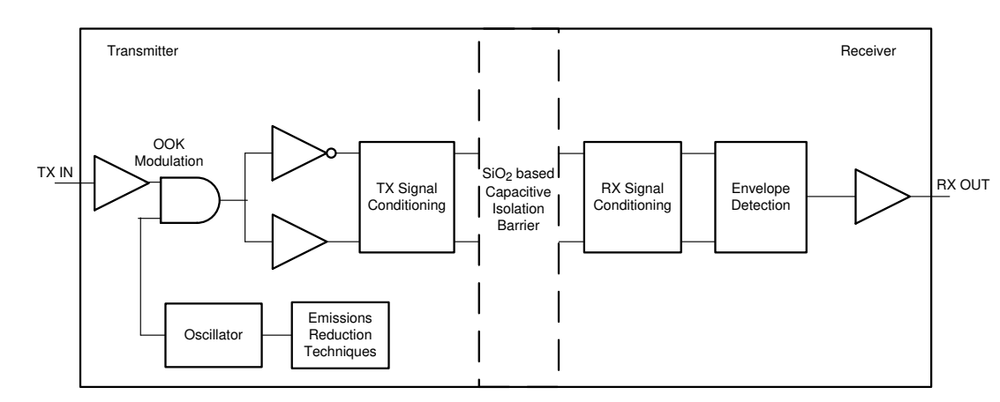 Transmitter
Receiver
OOK
Modulation
TX IN
TX Signal
Conditioning
SiO2 based
Capacitive
Isolation
Barrier
RX Signal
Conditioning
Envelope
Detection
RX OUT
Oscillator
Emissions
Reduction
Techniques